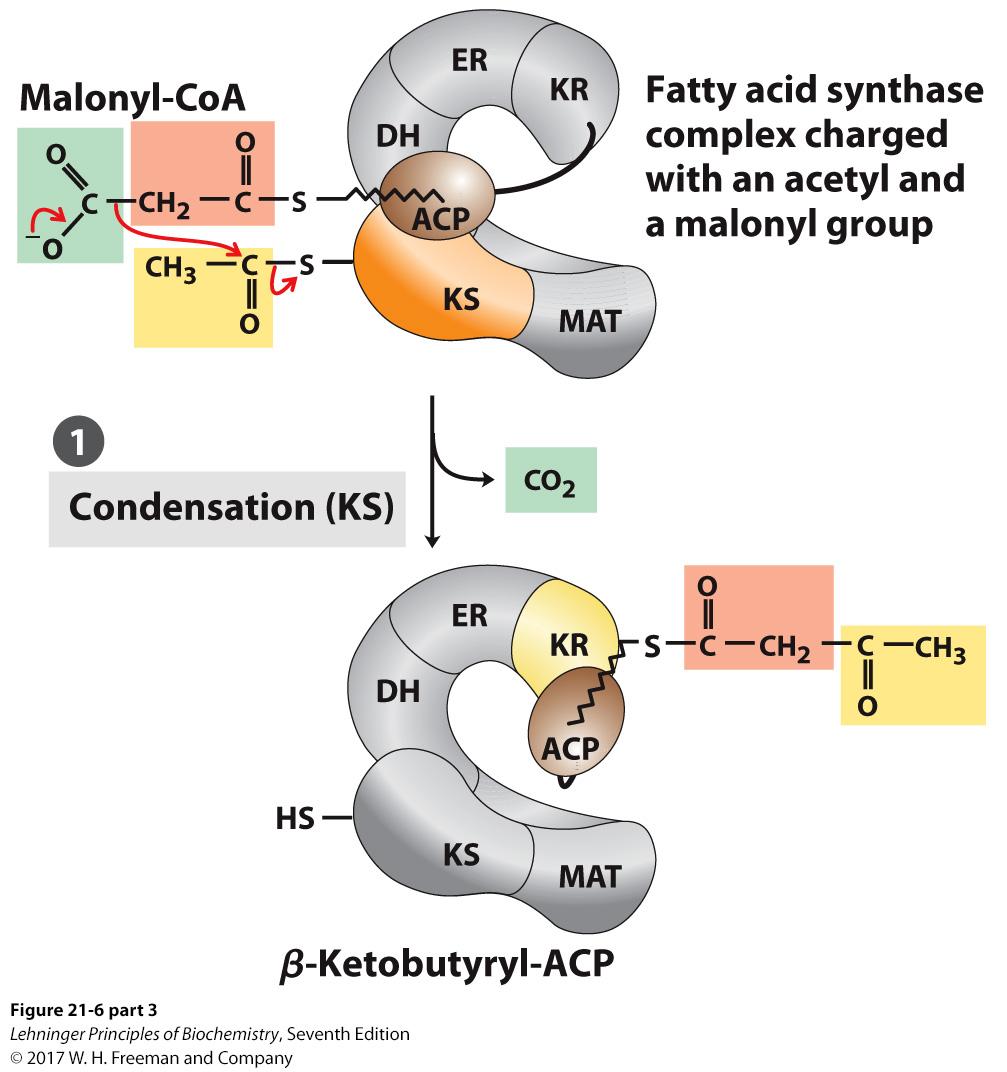 Malonyl-CoA
Fatty acid synthase
complex charged
with an acetyl and
a malonyl group
ER
KR
DH
ACP
KS
MAT
O
C
⁻O
CH₂
O
C
S
CH₃
C
S
O
1
Condensation (KS)
CO₂
ER
KR
DH
ACP
S
O
C
CH₂
C
CH₃
O
HS
KS
MAT
β-Ketobutyryl-ACP
Figure 21-6 part 3
Lehninger Principles of Biochemistry, Seventh Edition
© 2017 W. H. Freeman and Company